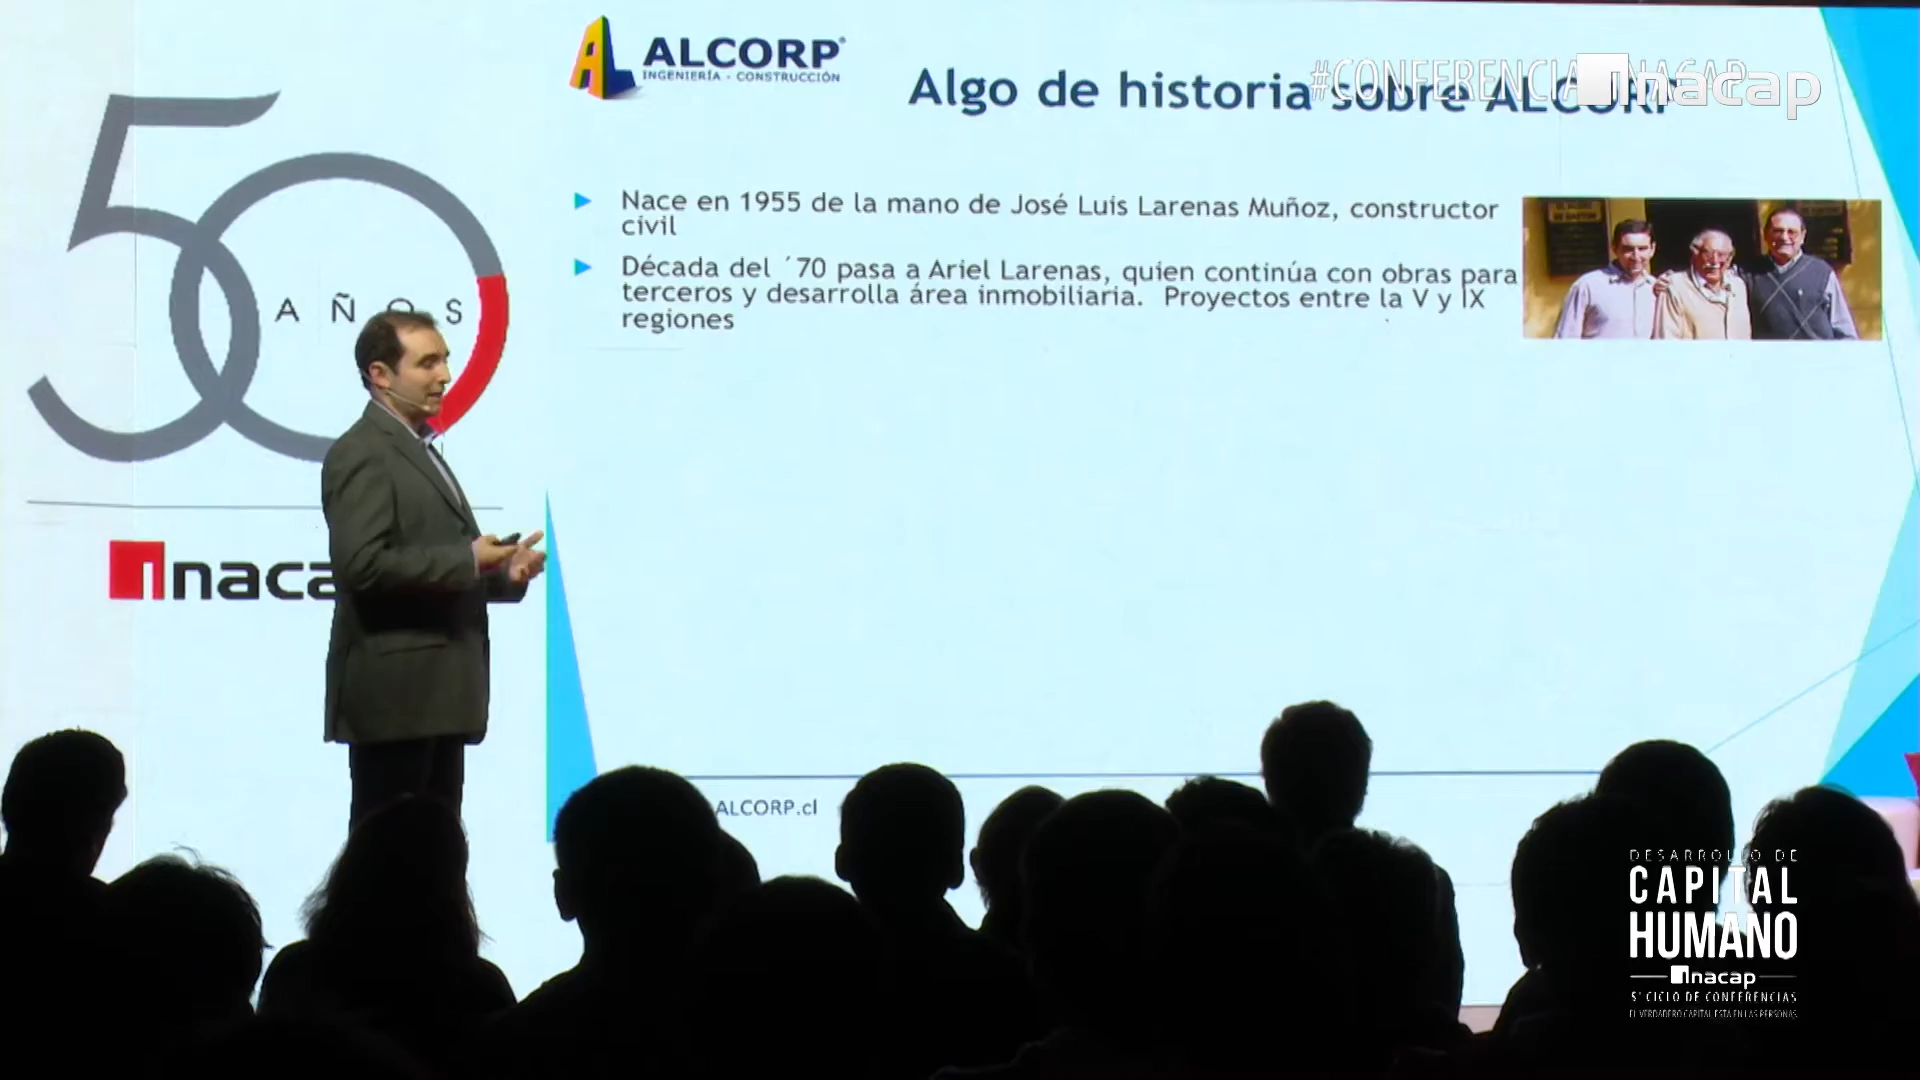 ALCORP®
INGENIERÍA - CONSTRUCCIÓN
#CONFERENCIA INACAP
inacap
Algo de historia sobre ALCORP
50
AÑOS
Nace en 1955 de la mano de José Luis Larenas Muñoz, constructor
civil
Década del ´70 pasa a Ariel Larenas, quien continúa con obras para
terceros y desarrolla área inmobiliaria. Proyectos entre la V y IX
regiones
inaca
ALCORP.cl
DESARROLLO DE
CAPITAL
HUMANO
inacap
5° CICLO DE CONFERENCIAS
EL VERDADERO CAPITAL ESTA EN LAS PERSONAS